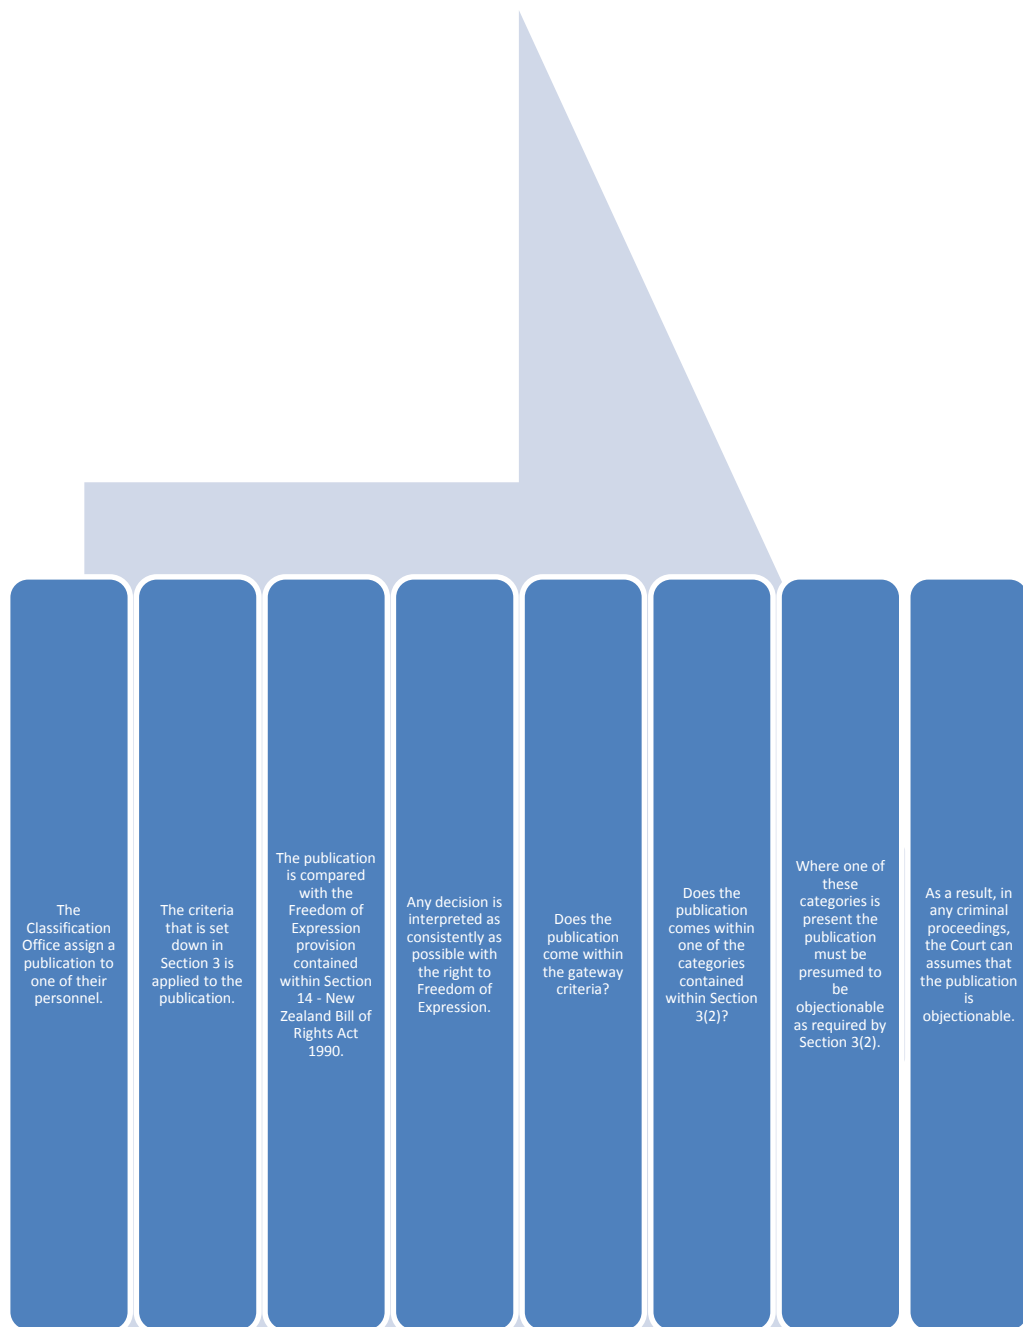 The
Classification
Office assign a
publication to
one of their
personnel.
The criteria
that is set
down in
Section 3 is
applied to the
publication.
The publication
is compared
with the
Freedom of
Expression
provision
contained
within Section
14 - New
Zealand Bill of
Rights Act
1990.
Any decision is
interpreted as
consistently as
possible with
the right to
Freedom of
Expression.
Does the
publication
come within
the gateway
criteria?
Does the
publication
comes within
one of the
categories
contained
within Section
3(2)?
Where one of
these
categories is
present the
publication
must be
presumed to
be
objectionable
as required by
Section 3(2).
As a result, in
any criminal
proceedings,
the Court can
assumes that
the publication
is
objectionable.